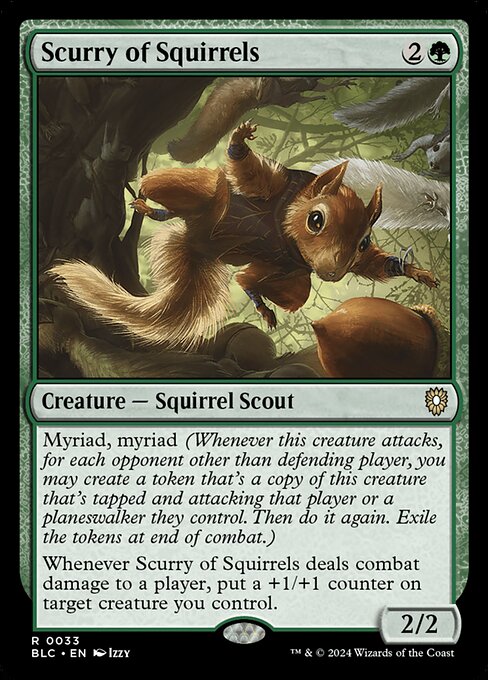 Scurry of Squirrels 2
Creature — Squirrel Scout
Myriad, myriad (Whenever this creature attacks,
for each opponent other than defending player, you
may create a token that's a copy of this creature
that's tapped and attacking that player or a
planeswalker they control. Then do it again. Exile
the tokens at end of combat.)
Whenever Scurry of Squirrels deals combat
damage to a player, put a +1/+1 counter on
target creature you control.
2/2
R 0033
BLC • EN Izzy
™ & © 2024 Wizards of the Coast